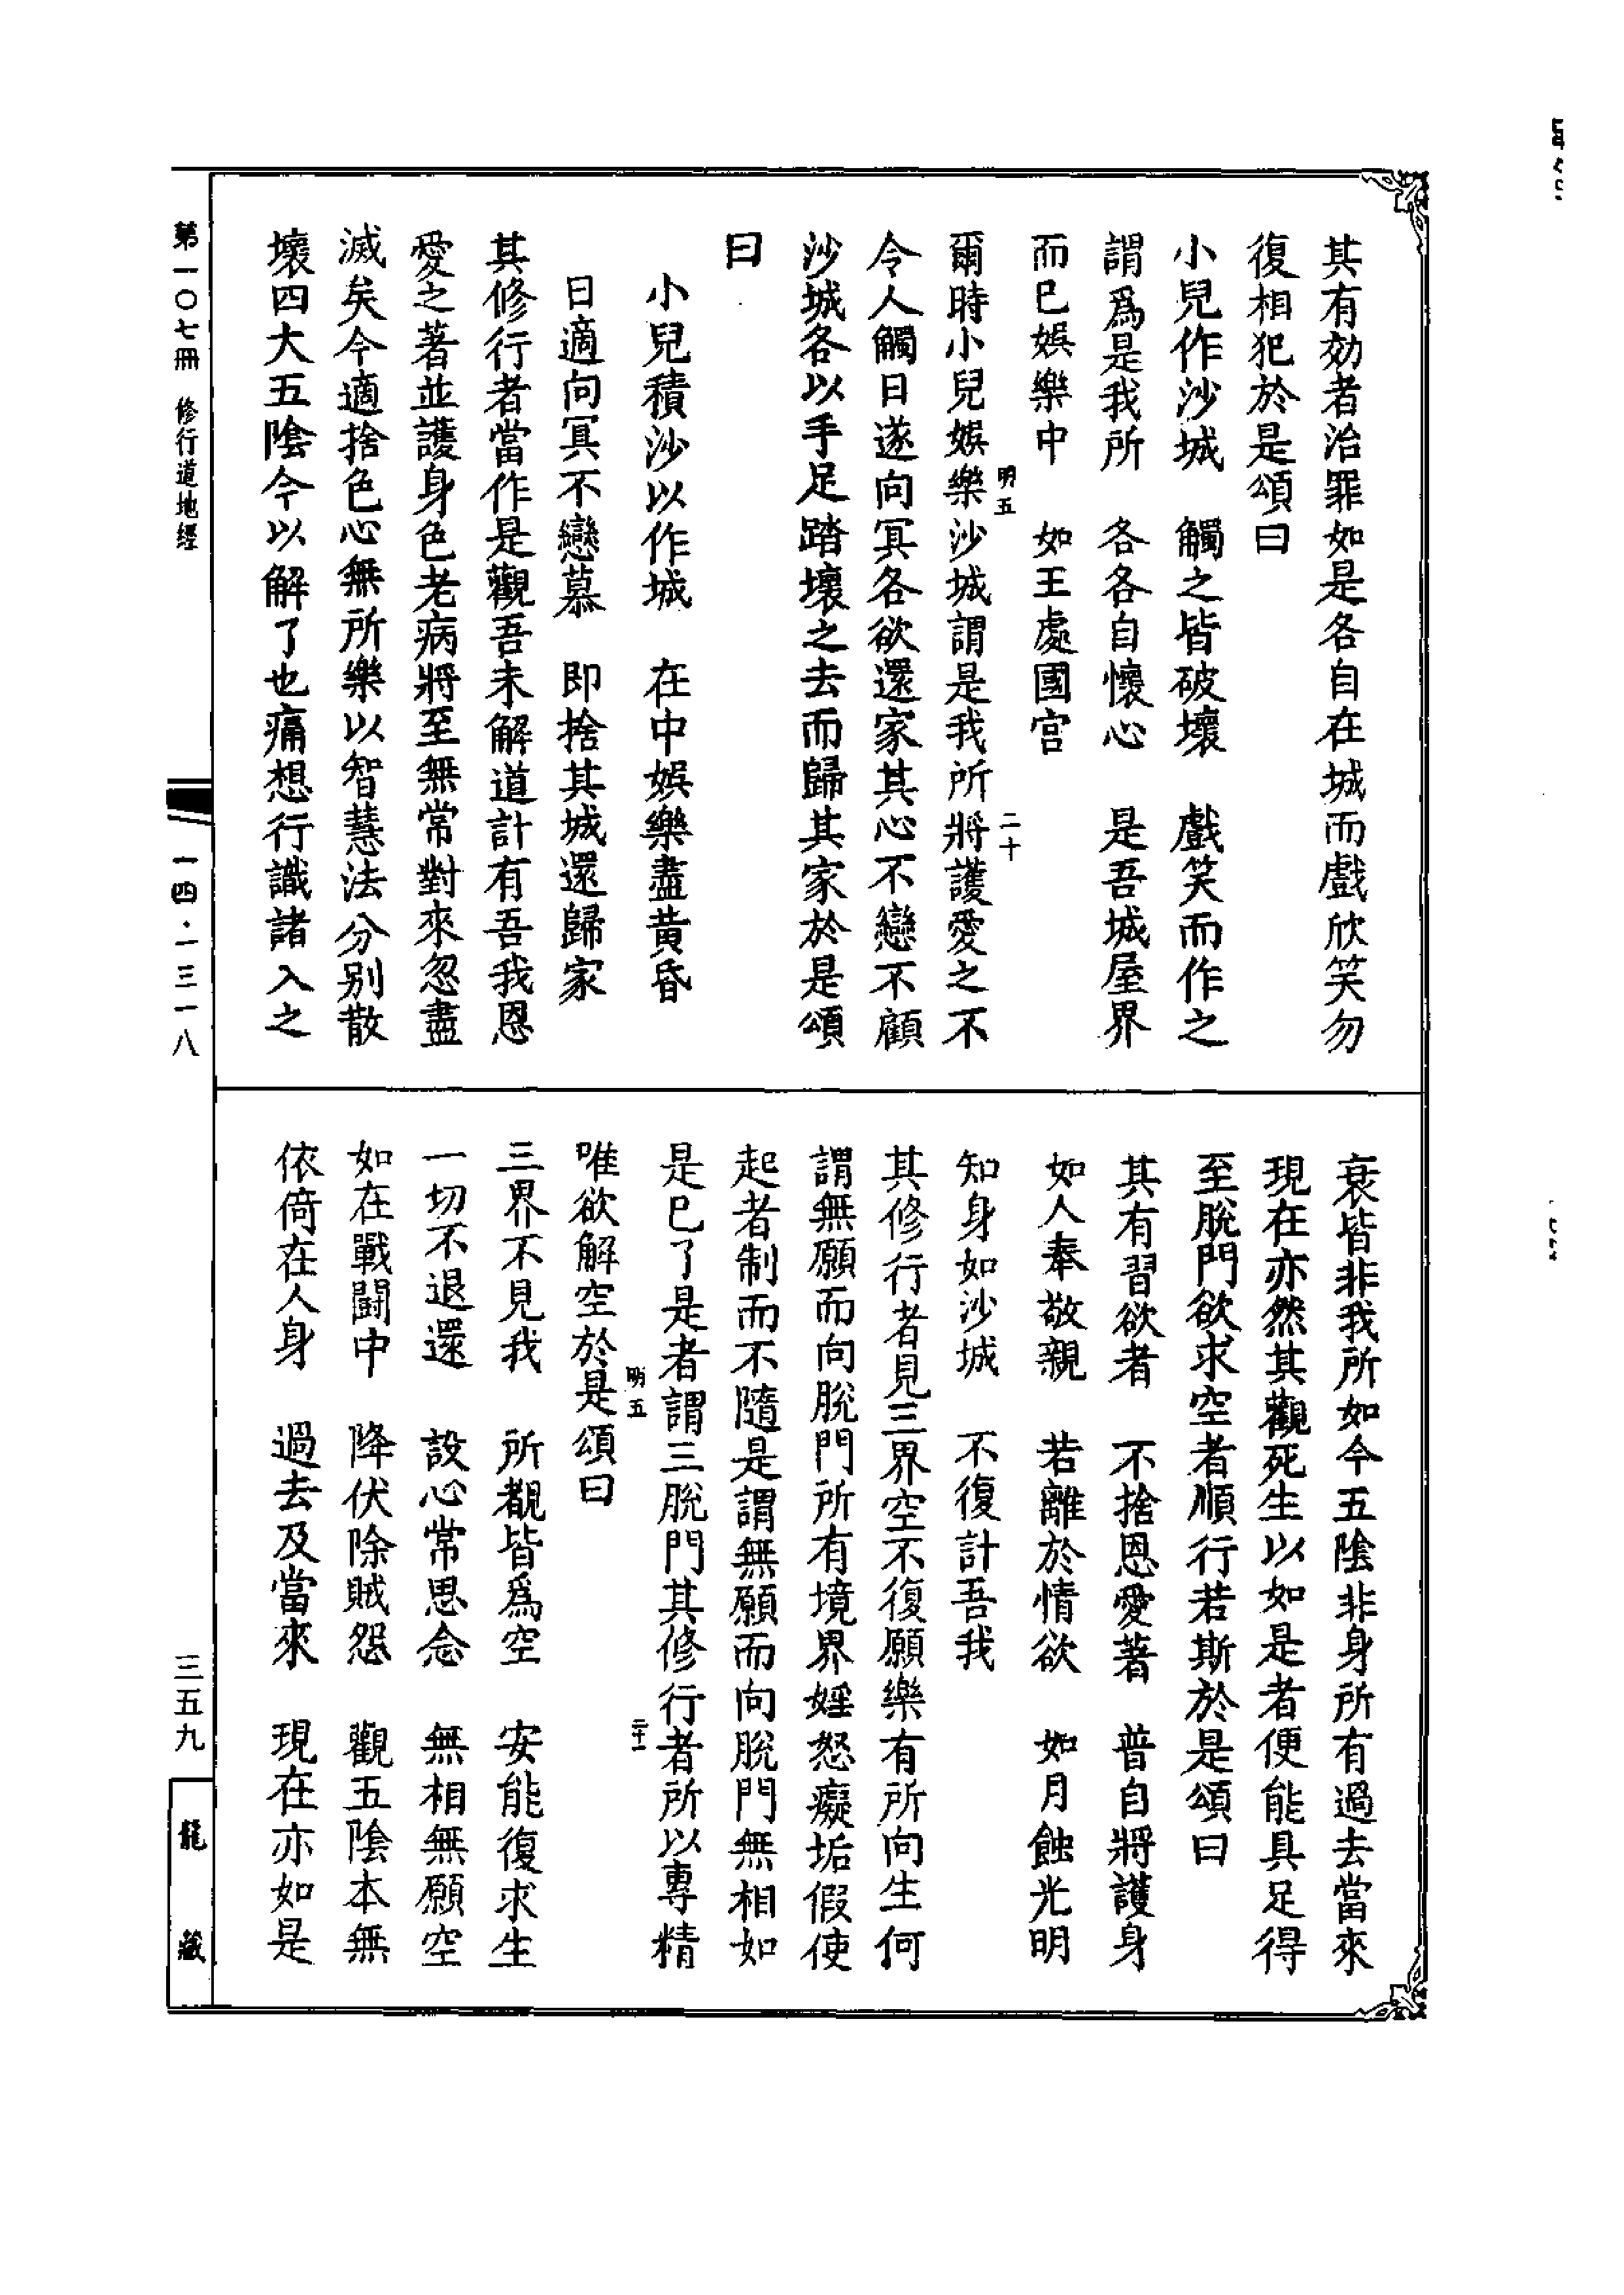 其有効者治罪如是各自在城而戲欣笑勿
復相犯於是頌曰
小兒作沙城　觸之皆破壞　戲笑而作之
謂爲是我所　各各自懷心　是吾城屋界
而已娛樂中　如王處國宮
明五　二十
爾時小兒娛樂沙城謂是我所將護愛之不
令人觸日遂向冥各欲還家其心不戀不顧
沙城各以手足踏壞之去而歸其家於是頌
曰
小兒積沙以作城　在中娛樂盡黃昏
日適向冥不戀慕　即捨其城還歸家
其修行者當作是觀吾未解道計有吾我恩
愛之著並護身色老病將至無常對來忽盡
滅矣今適捨色心無所樂以智慧法分別散
壞四大五陰今以解了也痛想行識諸入之
衰皆非我所如今五陰非身所有過去當來
現在亦然其觀死生以如是者便能具足得
至脫門欲求空者順行若斯於是頌曰
其有習欲者　不捨恩愛著　普自將護身
如人奉敬親　若離於情欲　如月蝕光明
知身如沙城　不復計吾我
其修行者見三界空不復願樂有所向生何
謂無願而向脫門所有境界婬怒癡垢假使
起者制而不隨是謂無願而向脫門無相如
是已了是者謂三脫門其修行者所以專精
明五　二十一
唯欲解空於是頌曰
三界不見我　所覩皆爲空　安能復求生
一切不退還　設心常思念　無相無願空
如在戰鬪中　降伏除賊怨　觀五陰本無
依倚在人身　過去及當來　現在亦如是
第一〇七冊　修行道地經
一四·一三一八
三五九
龍藏